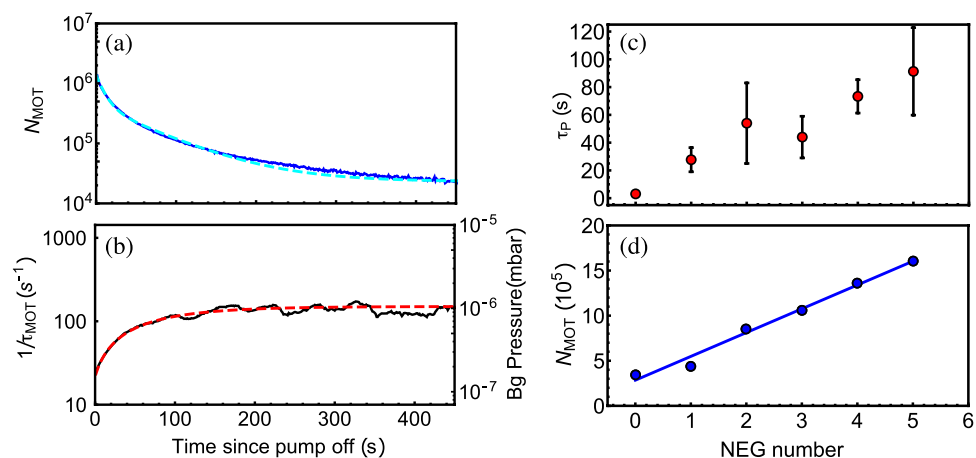 (a)
N_MOT
10^7
10^6
10^5
10^4
(b)
1/τ_MOT (s^-1)
1000
100
10
Bg Pressure(mbar)
10^-5
10^-6
10^-7
0 100 200 300 400
Time since pump off (s)
(c)
τ_P (s)
120
100
80
60
40
20
0
(d)
N_MOT (10^5)
20
15
10
5
0
0 1 2 3 4 5 6
NEG number